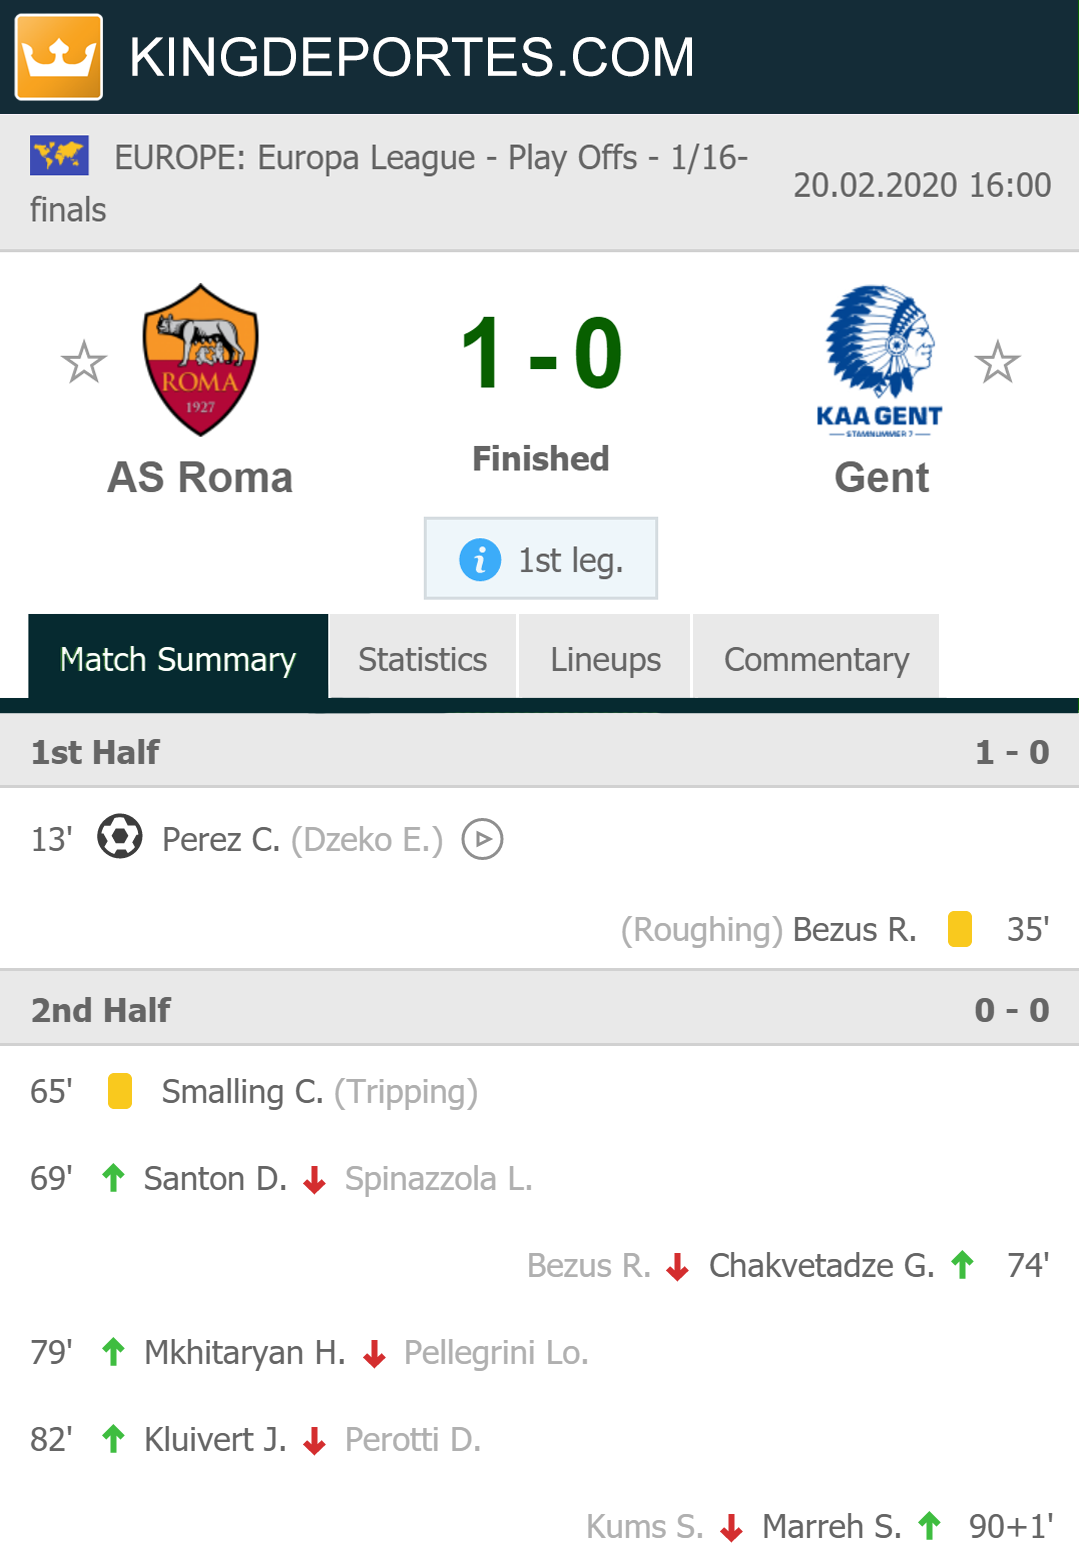 KINGDEPORTES.COM
EUROPE: Europa League - Play Offs - 1/16-
finals
20.02.2020 16:00
ROMA
1927
1 - 0
KAA GENT
STAMNUMMER 7
AS Roma
Finished
Gent
i 1st leg.
Match Summary Statistics Lineups Commentary
1st Half 1 - 0
13' Perez C. (Dzeko E.)
(Roughing) Bezus R. 35'
2nd Half 0 - 0
65' Smalling C. (Tripping)
69' Santon D. Spinazzola L.
Bezus R. Chakvetadze G. 74'
79' Mkhitaryan H. Pellegrini Lo.
82' Kluivert J. Perotti D.
Kums S. Marreh S. 90+1'